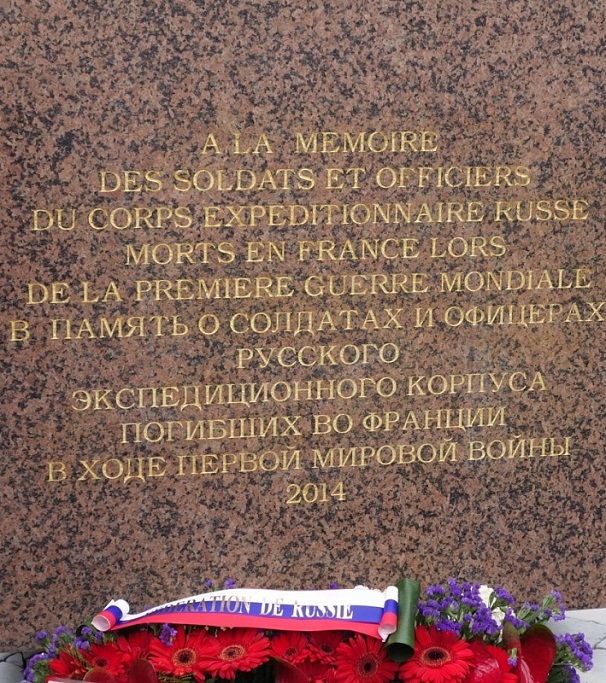 A LA MEMOIRE
DES SOLDATS ET OFFICIERS
DU CORPS EXPEDITIONNAIRE RUSSE
MORTS EN FRANCE LORS
DE LA PREMIERE GUERRE MONDIALE
В ПАМЯТЬ О СОЛДАТАХ И ОФИЦЕРАХ
РУССКОГО
ЭКСПЕДИЦИОННОГО КОРПУСА
ПОГИБШИХ ВО ФРАНЦИИ
В ХОДЕ ПЕРВОЙ МИРОВОЙ ВОЙНЫ
2014
DE RUSSIE